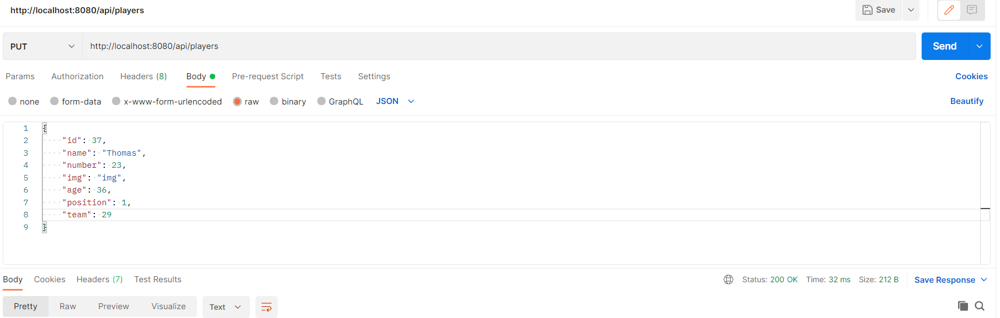 http://localhost:8080/api/players Save
PUT http://localhost:8080/api/players Send
Params Authorization Headers (8) Body Pre-request Script Tests Settings Cookies
none form-data x-www-form-urlencoded raw binary GraphQL JSON Beautify
1 {
2 "id": 37,
3 "name": "Thomas",
4 "number": 23,
5 "img": "img",
6 "age": 36,
7 "position": 1,
8 "team": 29
9 }
Body Cookies Headers (7) Test Results Status: 200 OK Time: 32 ms Size: 212 B Save Response
Pretty Raw Preview Visualize Text